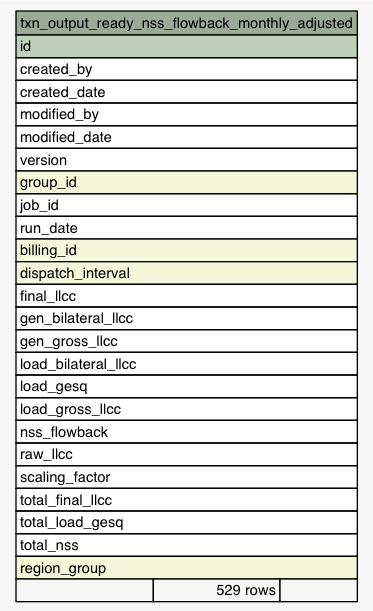 txn_output_ready_nss_flowback_monthly_adjusted
id
created_by
created_date
modified_by
modified_date
version
group_id
job_id
run_date
billing_id
dispatch_interval
final_llcc
gen_bilateral_llcc
gen_gross_llcc
load_bilateral_llcc
load_gesq
load_gross_llcc
nss_flowback
raw_llcc
scaling_factor
total_final_llcc
total_load_gesq
total_nss
region_group
529 rows